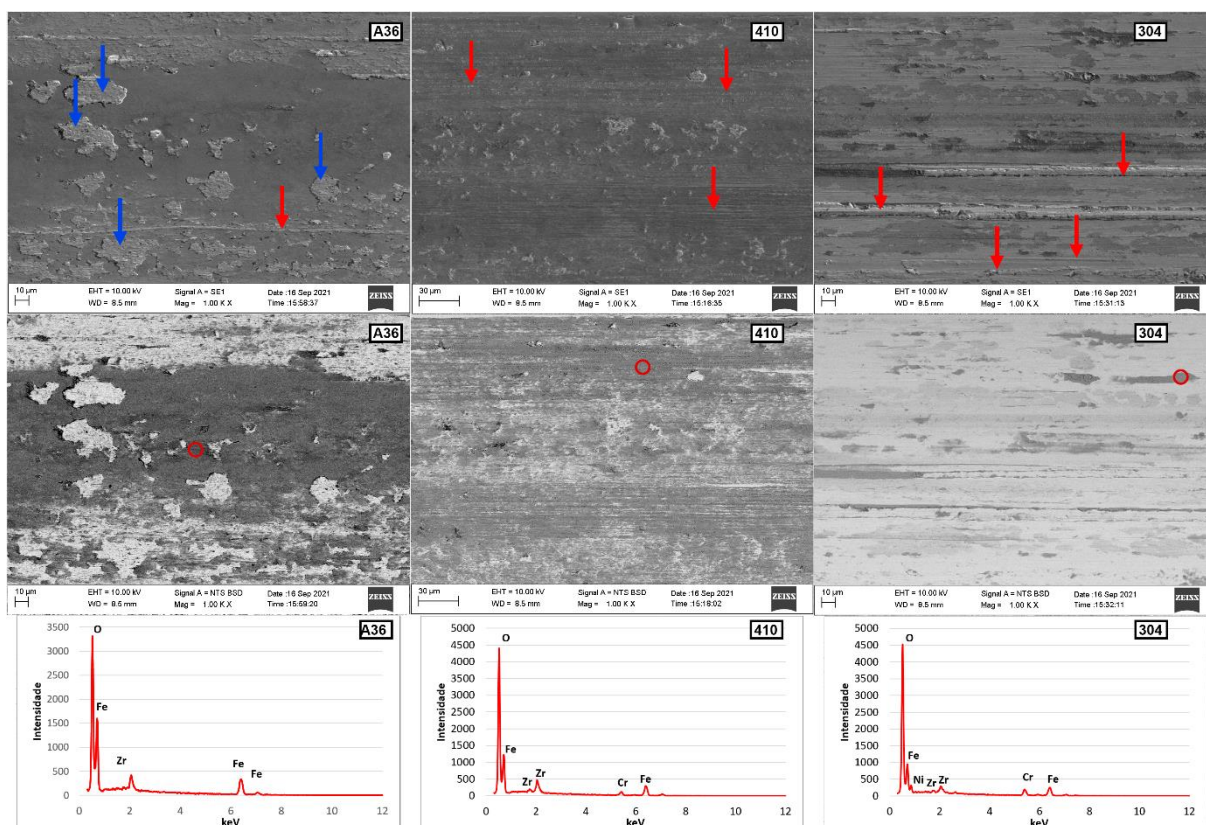 A36
410
304
10 µm
EHT = 10.00 kV
Signal A = SE1
Date :16 Sep 2021
WD = 8.5 mm
Mag = 1.00 K X
Time :15:58:37
ZEISS
30 µm
EHT = 10.00 kV
Signal A = SE1
Date :16 Sep 2021
WD = 9.5 mm
Mag = 1.00 K X
Time :15:16:35
ZEISS
10 µm
EHT = 10.00 kV
Signal A = SE1
Date :16 Sep 2021
WD = 8.5 mm
Mag = 1.00 K X
Time :15:31:13
ZEISS
A36
410
304
10 µm
EHT = 10.00 kV
Signal A = NTS BSD
Date :16 Sep 2021
WD = 8.5 mm
Mag = 1.00 K X
Time :15:59:20
ZEISS
30 µm
EHT = 10.00 kV
Signal A = NTS BSD
Date :16 Sep 2021
WD = 9.5 mm
Mag = 1.00 K X
Time :15:18:02
ZEISS
10 µm
EHT = 10.00 kV
Signal A = NTS BSD
Date :16 Sep 2021
WD = 8.5 mm
Mag = 1.00 K X
Time :15:32:11
ZEISS
A36
Intensidade
3500
3000
2500
2000
1500
1000
500
0
O
Fe
Zr
Fe
Fe
0 2 4 6 8 10 12
keV
410
Intensidade
5000
4500
4000
3500
3000
2500
2000
1500
1000
500
0
O
Fe
Zr
Zr
Cr
Fe
0 2 4 6 8 10 12
keV
304
Intensidade
5000
4500
4000
3500
3000
2500
2000
1500
1000
500
0
O
Fe
Ni
Zr
Zr
Cr
Fe
0 2 4 6 8 10 12
keV